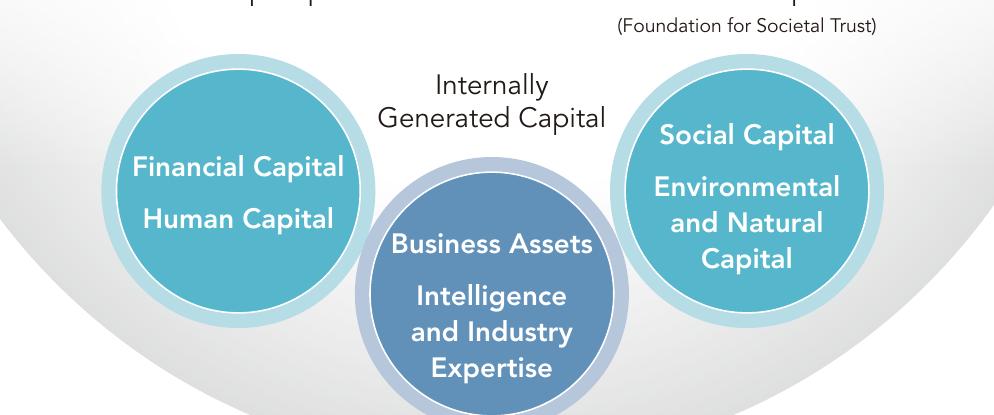 (Foundation for Societal Trust)
Internally
Generated Capital
Financial Capital
Human Capital
Business Assets
Intelligence
and Industry
Expertise
Social Capital
Environmental
and Natural
Capital